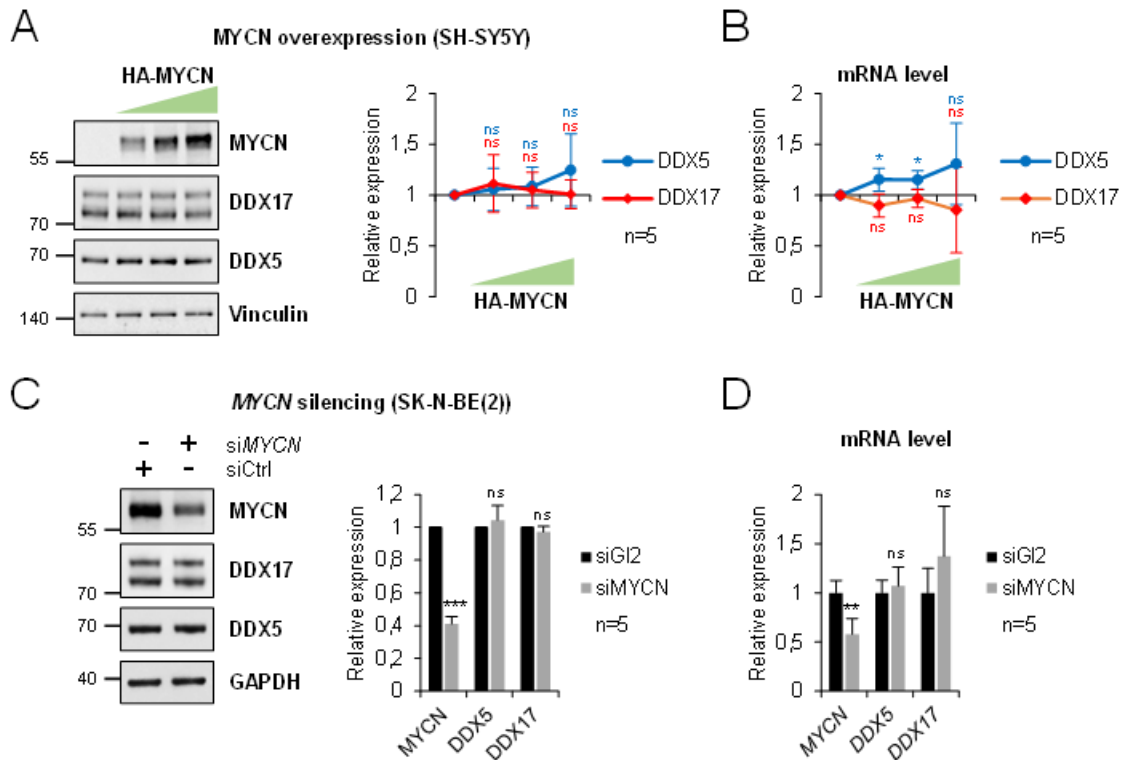 A
MYCN overexpression (SH-SY5Y)
HA-MYCN
MYCN
55
DDX17
70
70
DDX5
140
Vinculin
Relative expression
2
1,5
1
0,5
0
ns
ns
ns
ns
ns
ns
DDX5
DDX17
n=5
HA-MYCN
B
mRNA level
Relative expression
2
1,5
1
0,5
0
*
*
ns
ns
ns
ns
DDX5
DDX17
n=5
HA-MYCN
C
MYCN silencing (SK-N-BE(2))
- + siMYCN
+ - siCtrl
MYCN
55
DDX17
70
70
DDX5
40
GAPDH
Relative expression
1,2
1
0,8
0,6
0,4
0,2
0
***
ns
ns
MYCN
DDX5
DDX17
siGl2
siMYCN
n=5
D
mRNA level
Relative expression
2
1,5
1
0,5
0
**
ns
ns
MYCN
DDX5
DDX17
siGl2
siMYCN
n=5